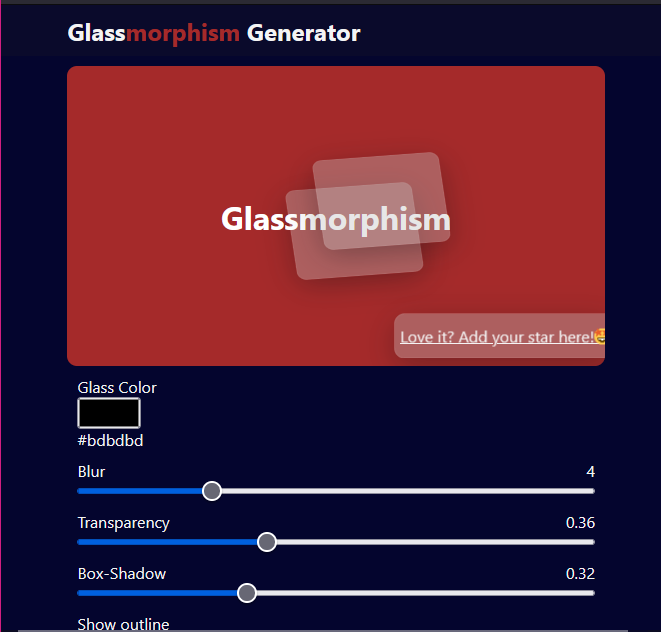 Glassmorphism Generator
Glassmorphism
Love it? Add your star here!🤩
Glass Color
#bdbdbd
Blur 4
Transparency 0.36
Box-Shadow 0.32
Show outline